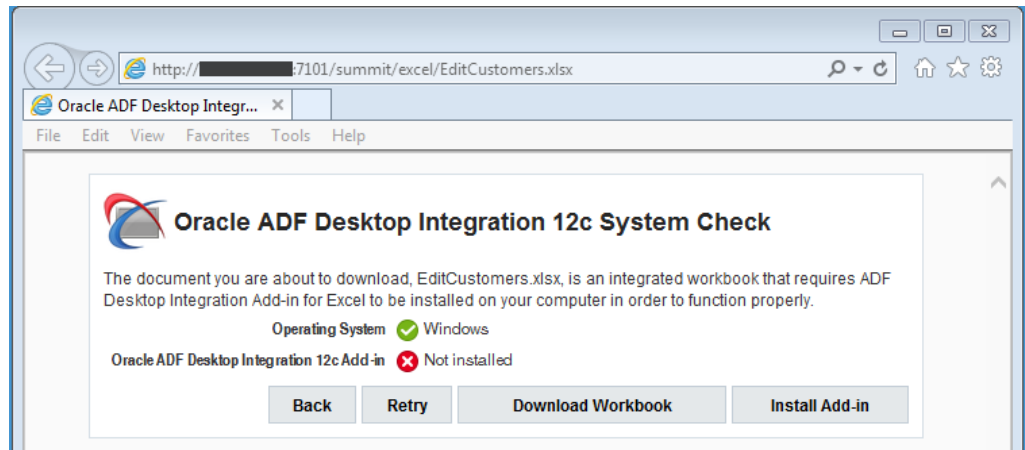 http://:7101/summit/excel/EditCustomers.xlsx
Oracle ADF Desktop Integr...
File Edit View Favorites Tools Help
Oracle ADF Desktop Integration 12c System Check
The document you are about to download, EditCustomers.xlsx, is an integrated workbook that requires ADF
Desktop Integration Add-in for Excel to be installed on your computer in order to function properly.
Operating System Windows
Oracle ADF Desktop Integration 12c Add-in Not installed
Back Retry Download Workbook Install Add-in